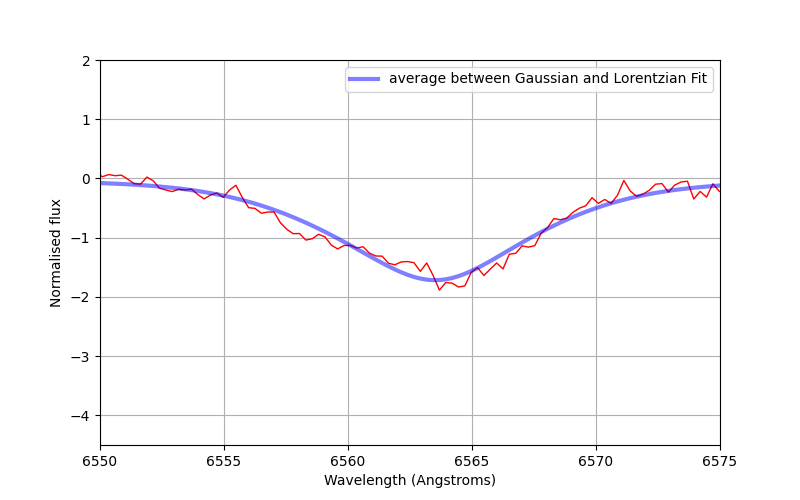 average between Gaussian and Lorentzian Fit
2
1
0
−1
−2
−3
−4
Normalised flux
6550 6555 6560 6565 6570 6575
Wavelength (Angstroms)